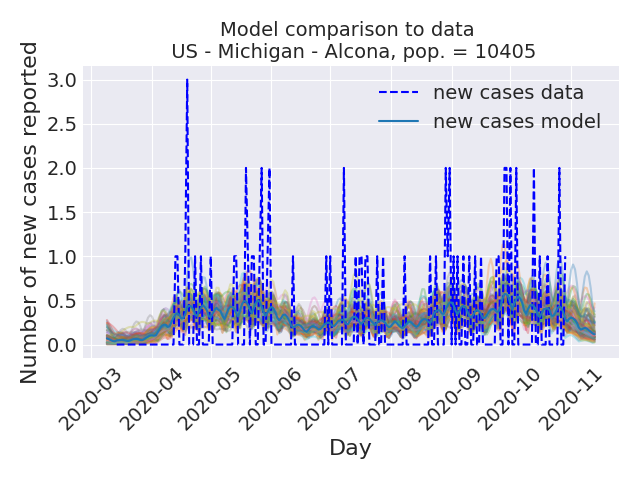 Model comparison to data
US - Michigan - Alcona, pop. = 10405
Number of new cases reported
3.0
2.5
2.0
1.5
1.0
0.5
0.0
new cases data
new cases model
2020-03
2020-04
2020-05
2020-06
2020-07
2020-08
2020-09
2020-10
2020-11
Day